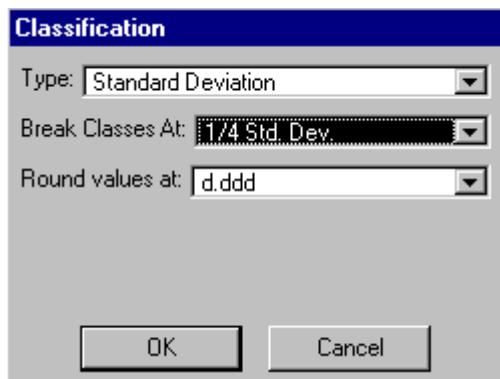 Classification
Type: Standard Deviation
Break Classes At: 1/4 Std. Dev.
Round values at: d.ddd
OK Cancel